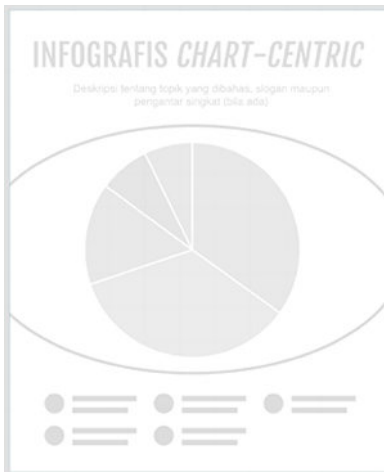 INFOGRAFIS CHART-CENTRIC
Deskripsi tentang topik yang dibahas, slogan maupun
pengantar singkat (bila ada)